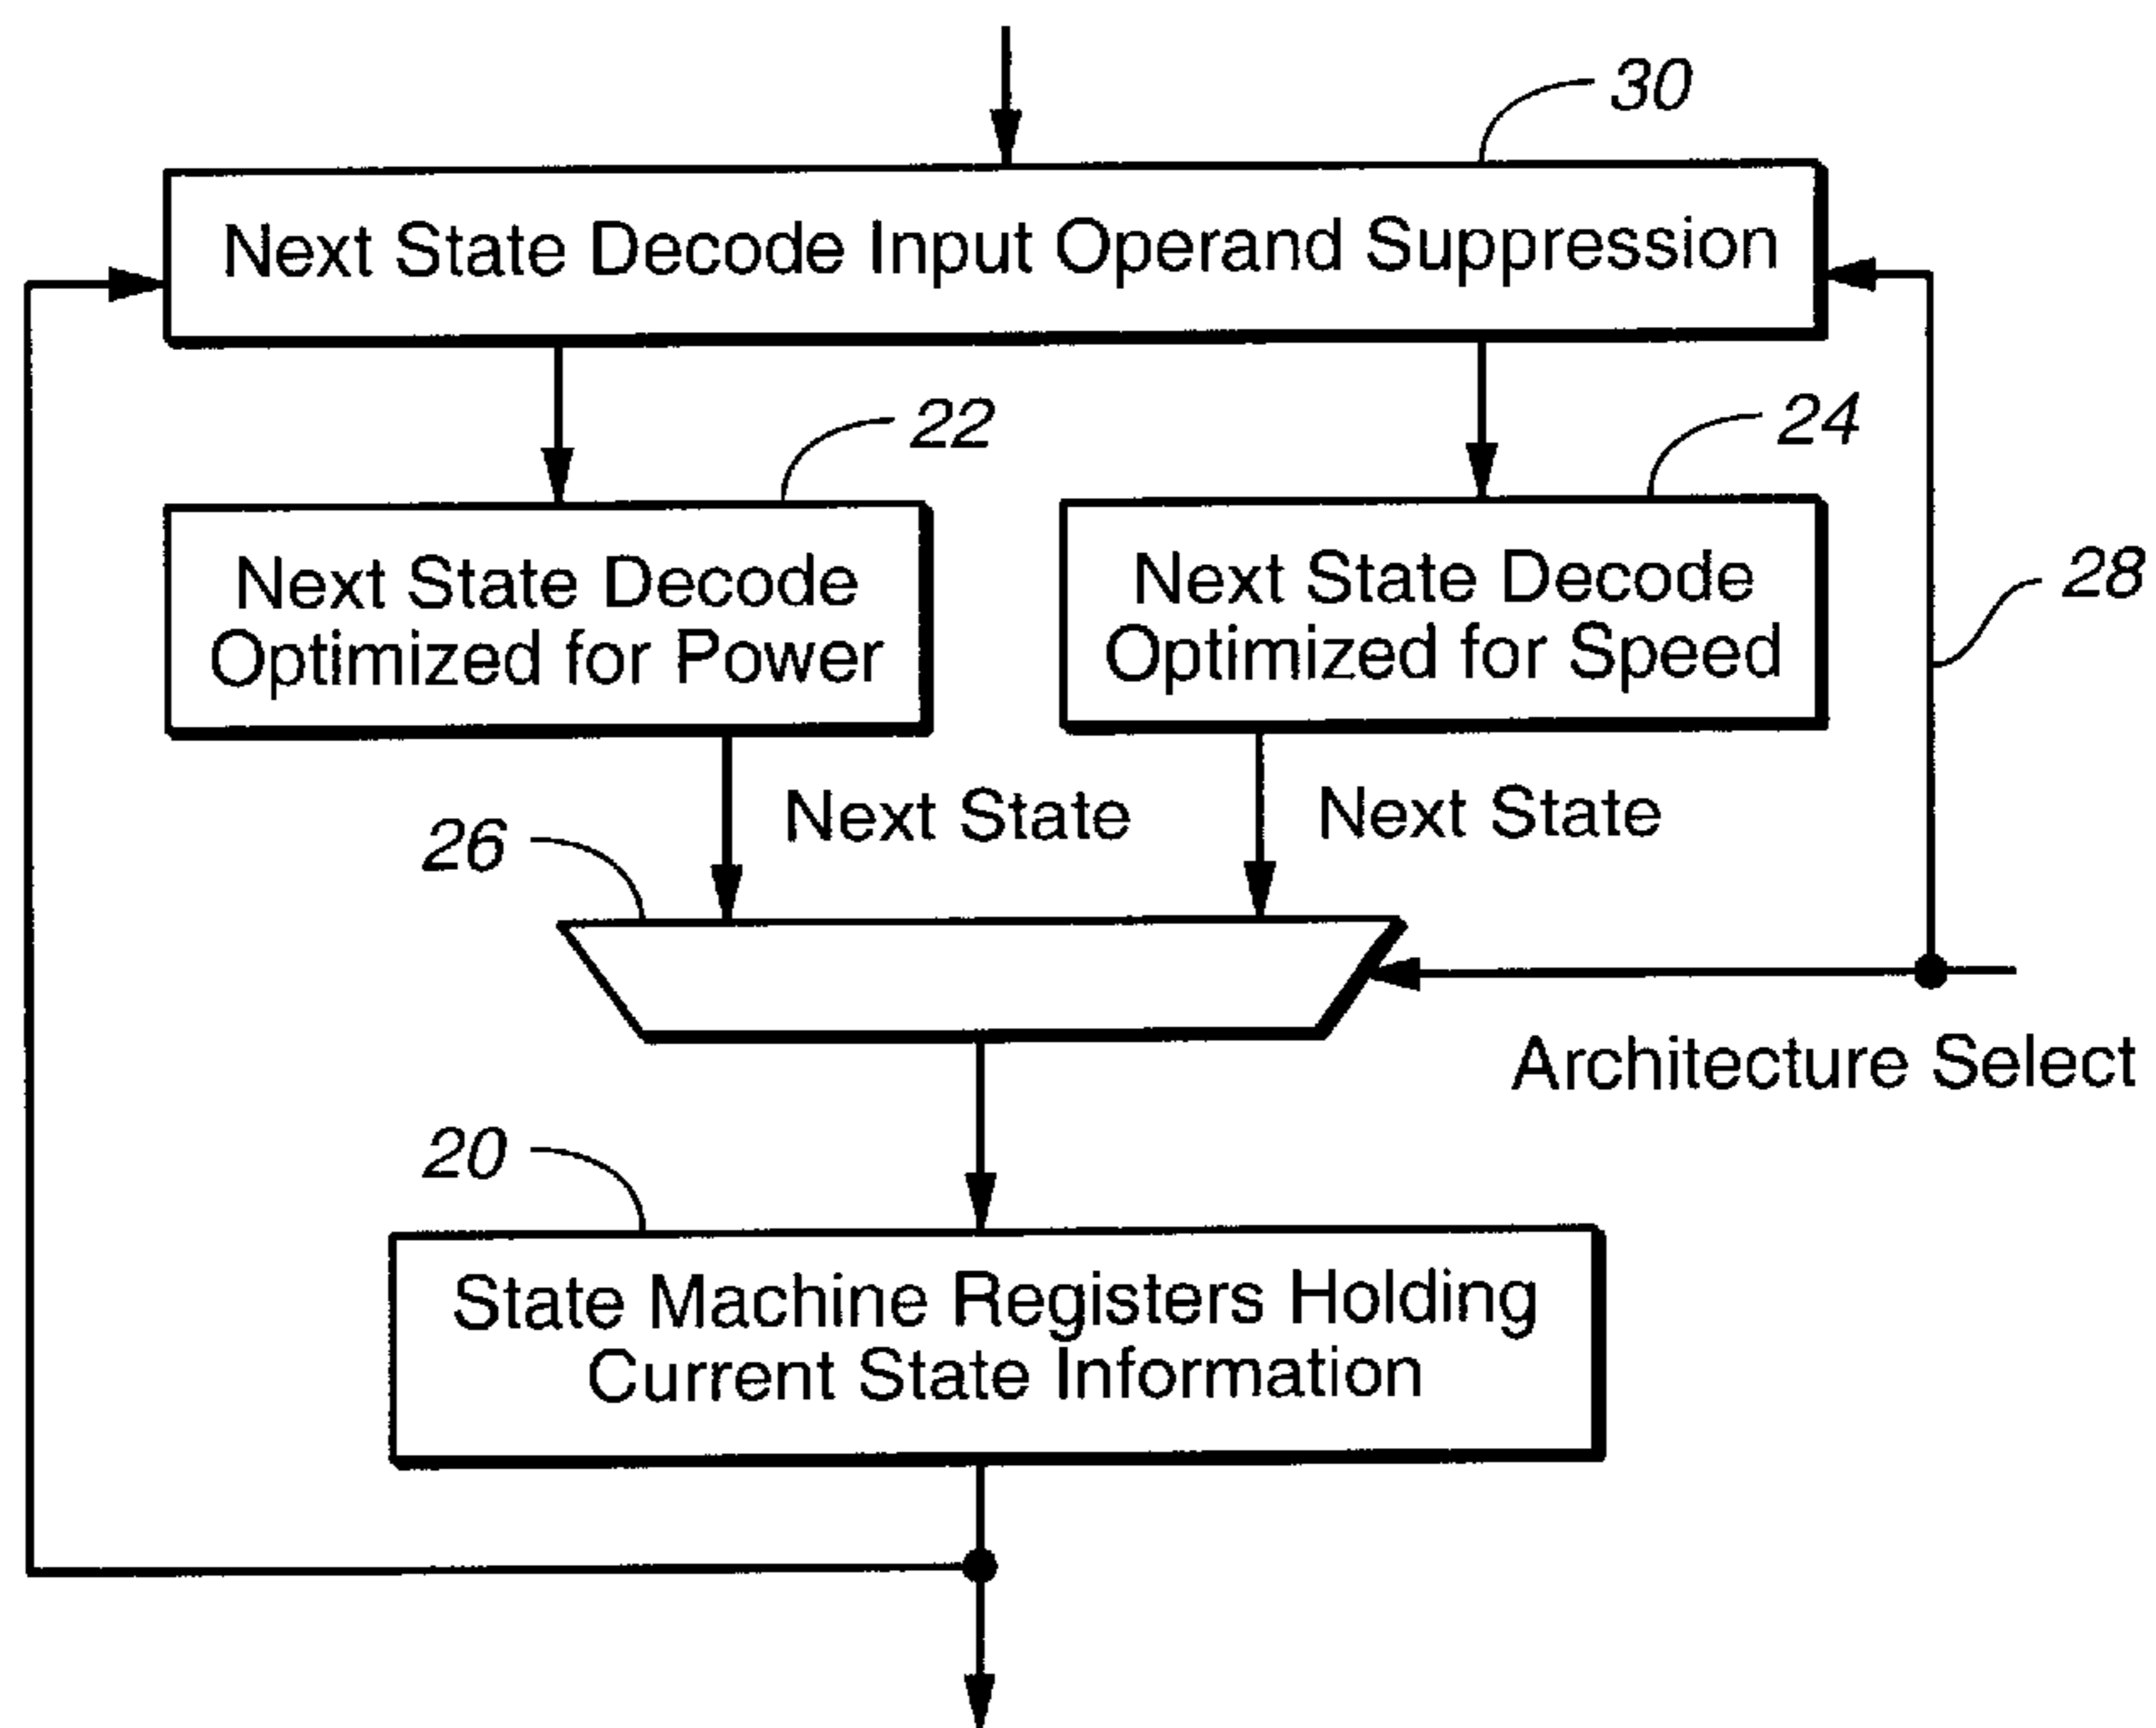 30
Next State Decode Input Operand Suppression
22
24
Next State Decode
Optimized for Power
Next State Decode
Optimized for Speed
28
Next State
Next State
26
Architecture Select
20
State Machine Registers Holding
Current State Information